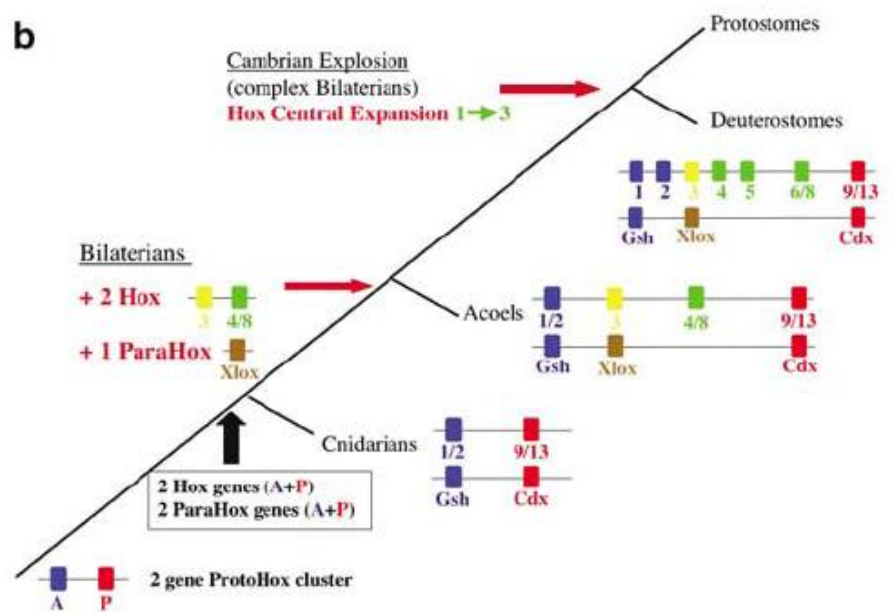 b
Protostomes
Cambrian Explosion
(complex Bilaterians)
Hox Central Expansion 1→3
Deuterostomes
1 2 3 4 5 6/8 9/13
Gsh Xlox Cdx
Bilaterians
+ 2 Hox
3 4/8
+ 1 ParaHox
Xlox
Acoels
1/2 3 4/8 9/13
Gsh Xlox Cdx
Cnidarians
1/2 9/13
Gsh Cdx
2 Hox genes (A+P)
2 ParaHox genes (A+P)
2 gene ProtoHox cluster
A P